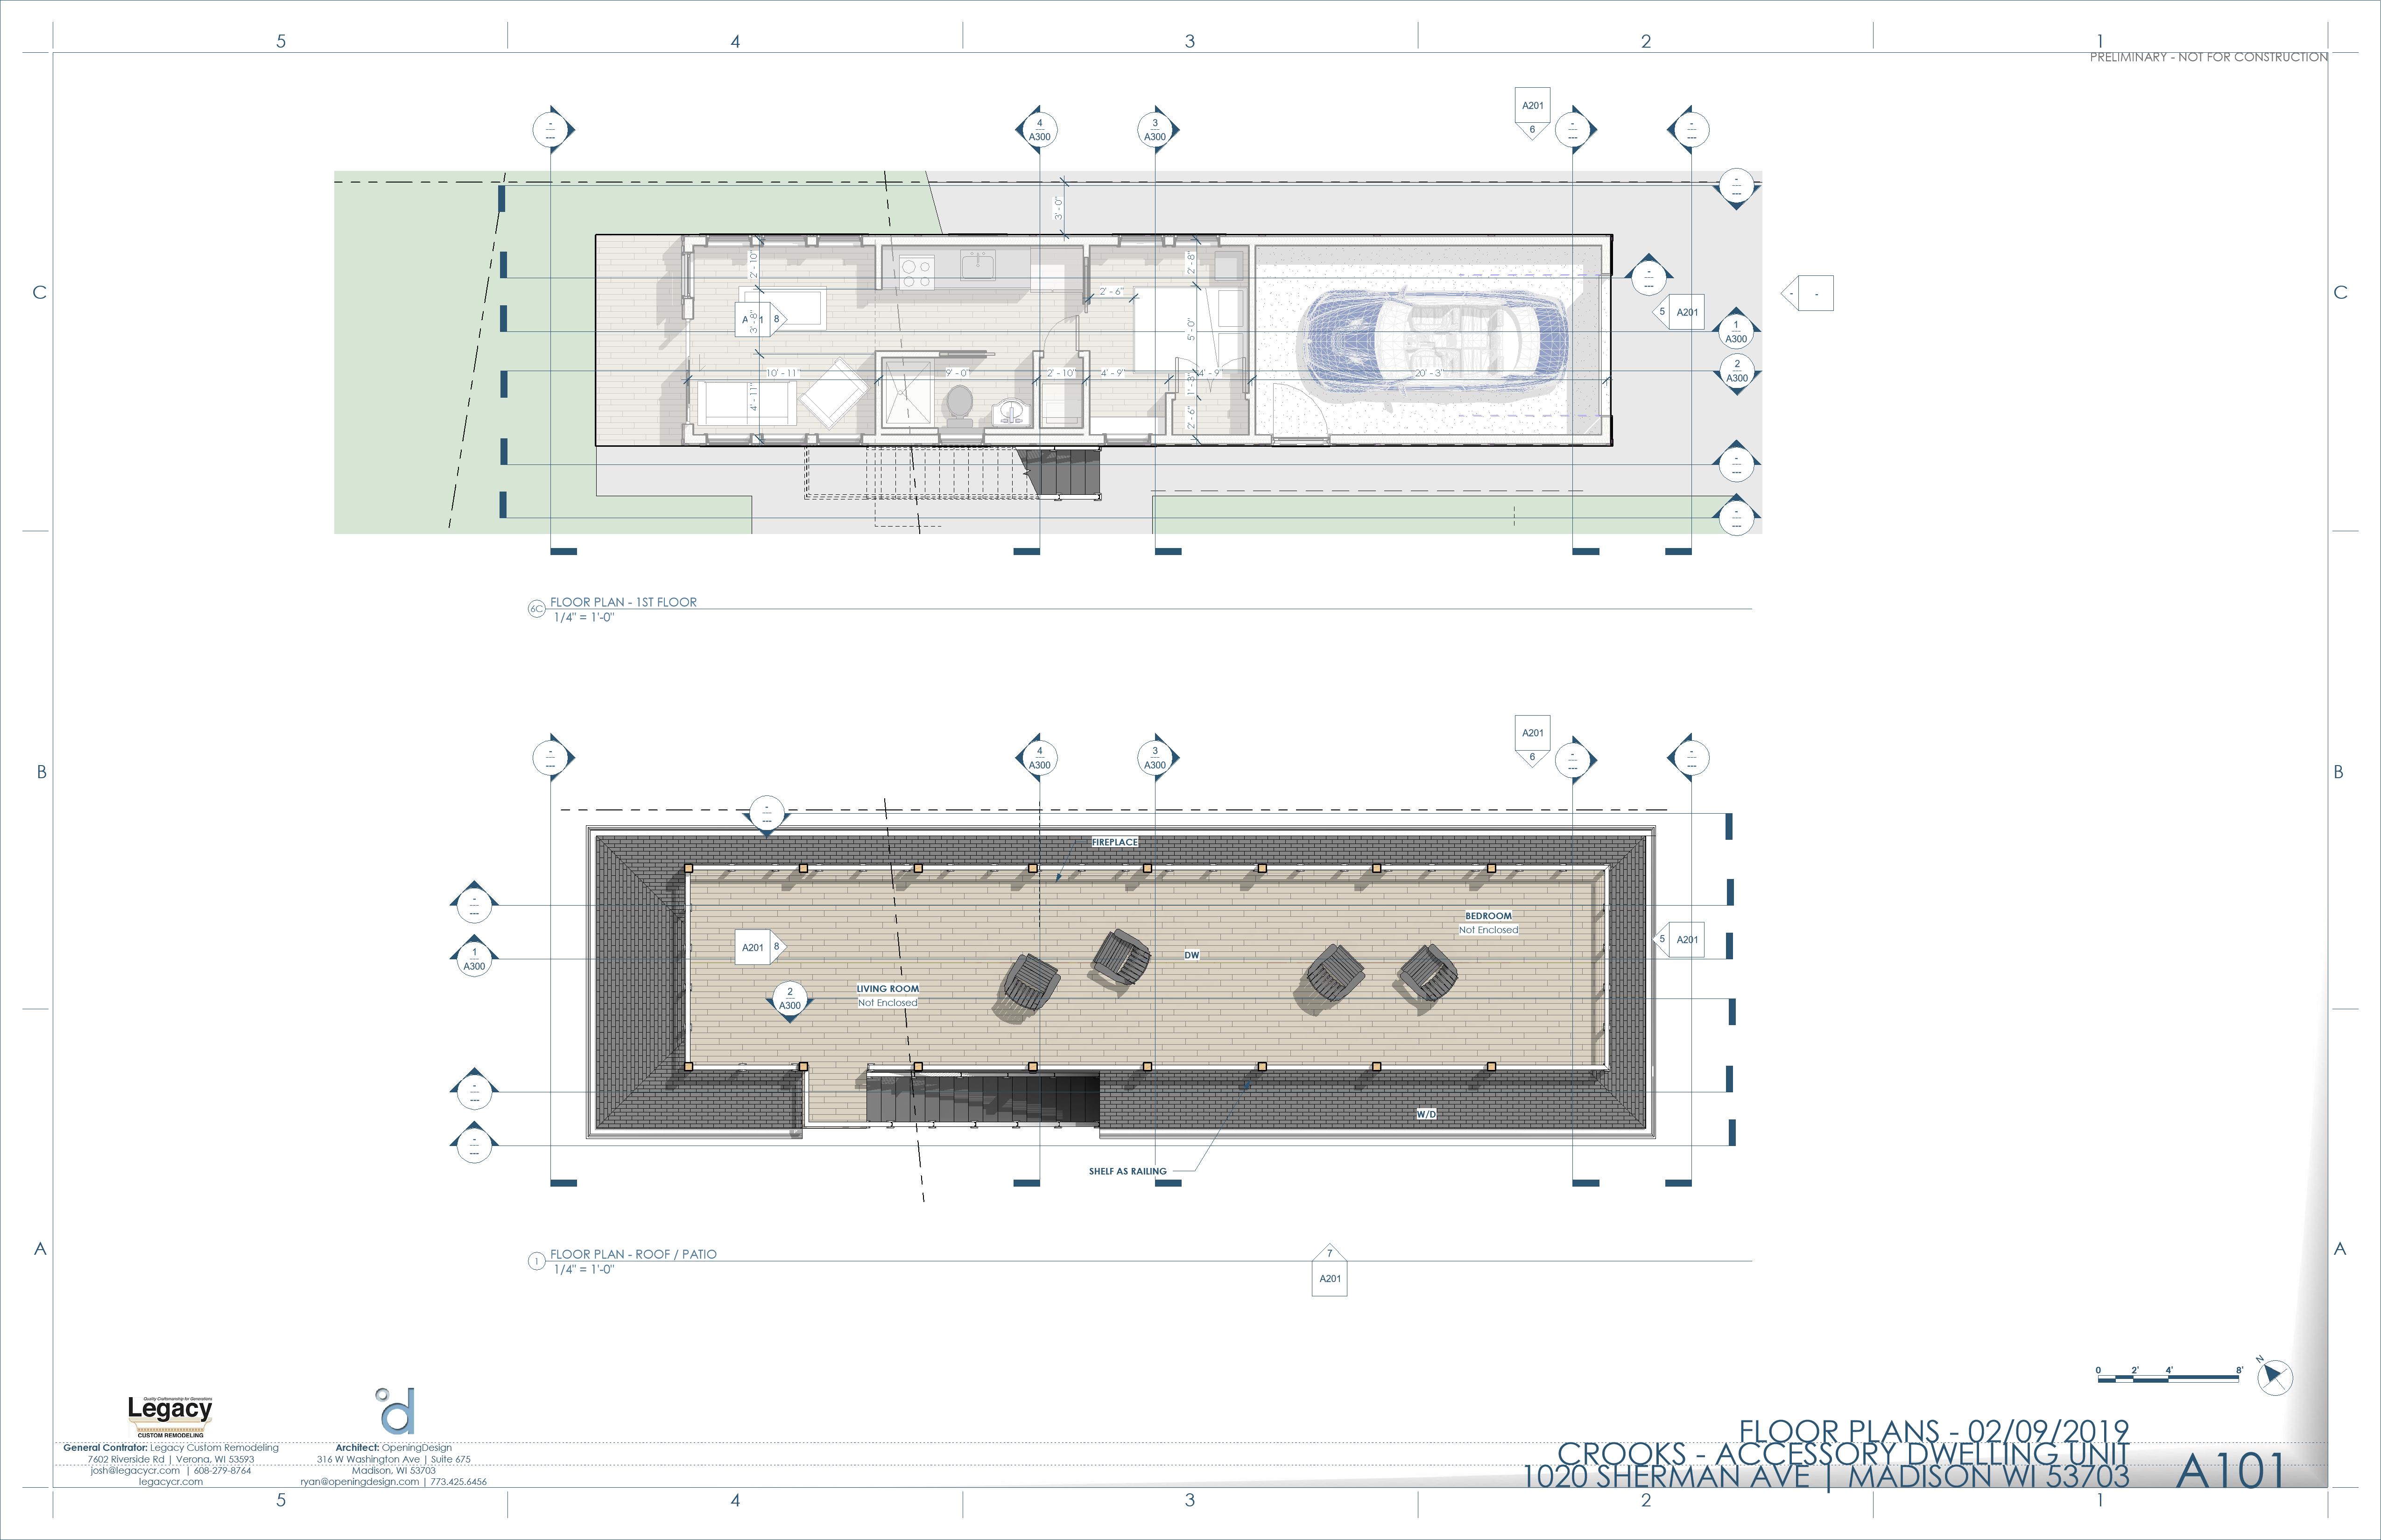 5 4 3 2 1
PRELIMINARY - NOT FOR CONSTRUCTION
A201
6
-
---
4
A300
3
A300
-
---
-
---
-
---
3' - 0"
C
C
2' - 10"
2' - 8"
-
---
2' - 6"
- -
5 A201
8
3' - 8"
5' - 0"
1
A300
10' - 11"
9' - 0"
2' - 10"
4' - 9"
4' - 9"
20' - 3"
2
A300
4' - 11"
1' - 3"
2' - 6"
-
---
-
---
6C FLOOR PLAN - 1ST FLOOR
1/4" = 1'-0"
A201
6
-
---
4
A300
3
A300
-
---
-
---
B
B
-
---
FIREPLACE
-
---
BEDROOM
Not Enclosed
A201 8
5 A201
1
A300
DW
LIVING ROOM
Not Enclosed
2
A300
-
---
W/D
-
---
SHELF AS RAILING
A
A
1 FLOOR PLAN - ROOF / PATIO
1/4" = 1'-0"
7
A201
0 2' 4' 8'
N
Quality Craftsmanship for Generations
Legacy
CUSTOM REMODELING
d
General Contrator: Legacy Custom Remodeling
7602 Riverside Rd | Verona, WI 53593
josh@legacycr.com | 608-279-8764
legacycr.com
Architect: OpeningDesign
316 W Washington Ave | Suite 675
Madison, WI 53703
ryan@openingdesign.com | 773.425.6456
FLOOR PLANS - 02/09/2019
CROOKS - ACCESSORY DWELLING UNIT
1020 SHERMAN AVE | MADISON WI 53703
A101
5 4 3 2 1